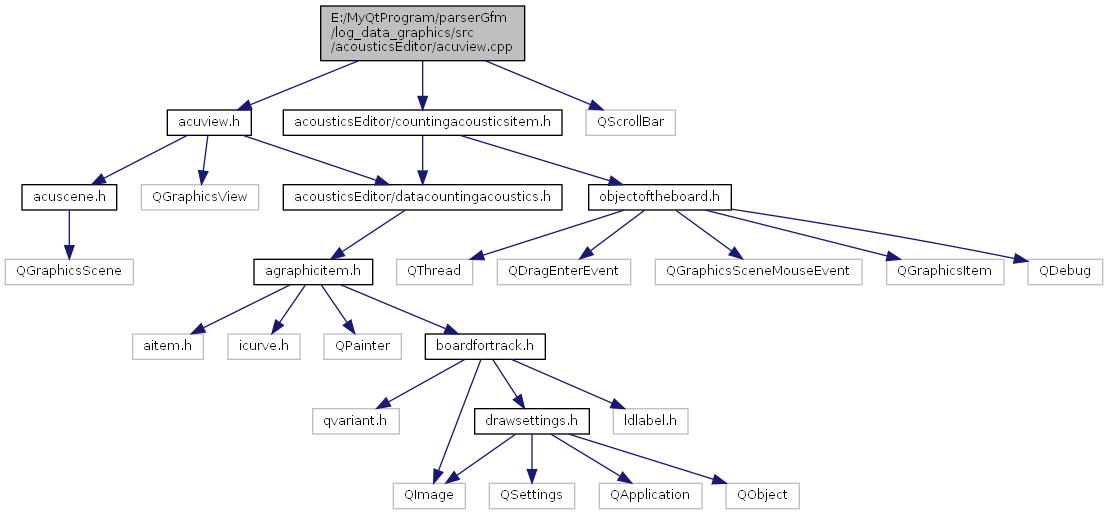 E:/MyQtProgram/parserGfm
/log_data_graphics/src
/acousticsEditor/acuview.cpp
acuview.h
acousticsEditor/countingacousticsitem.h
QScrollBar
acuscene.h
QGraphicsView
acousticsEditor/datacountingacoustics.h
objectoftheboard.h
QGraphicsScene
agraphicitem.h
QThread
QDragEnterEvent
QGraphicsSceneMouseEvent
QGraphicsItem
QDebug
aitem.h
icurve.h
QPainter
boardfortrack.h
qvariant.h
drawsettings.h
ldlabel.h
QImage
QSettings
QApplication
QObject